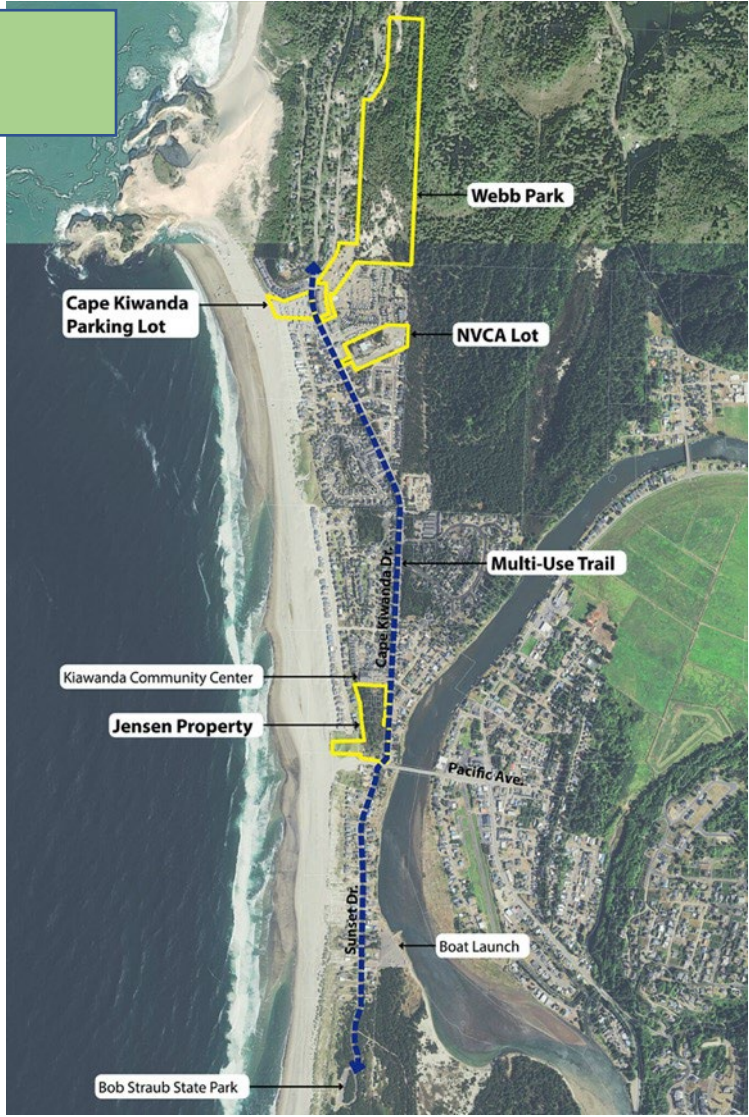 Webb Park
Cape Kiwanda
Parking Lot
NVCA Lot
Multi-Use Trail
Cape Kiwanda Dr.
Kiawanda Community Center
Jensen Property
Pacific Ave.
Sunset Dr.
Boat Launch
Bob Straub State Park